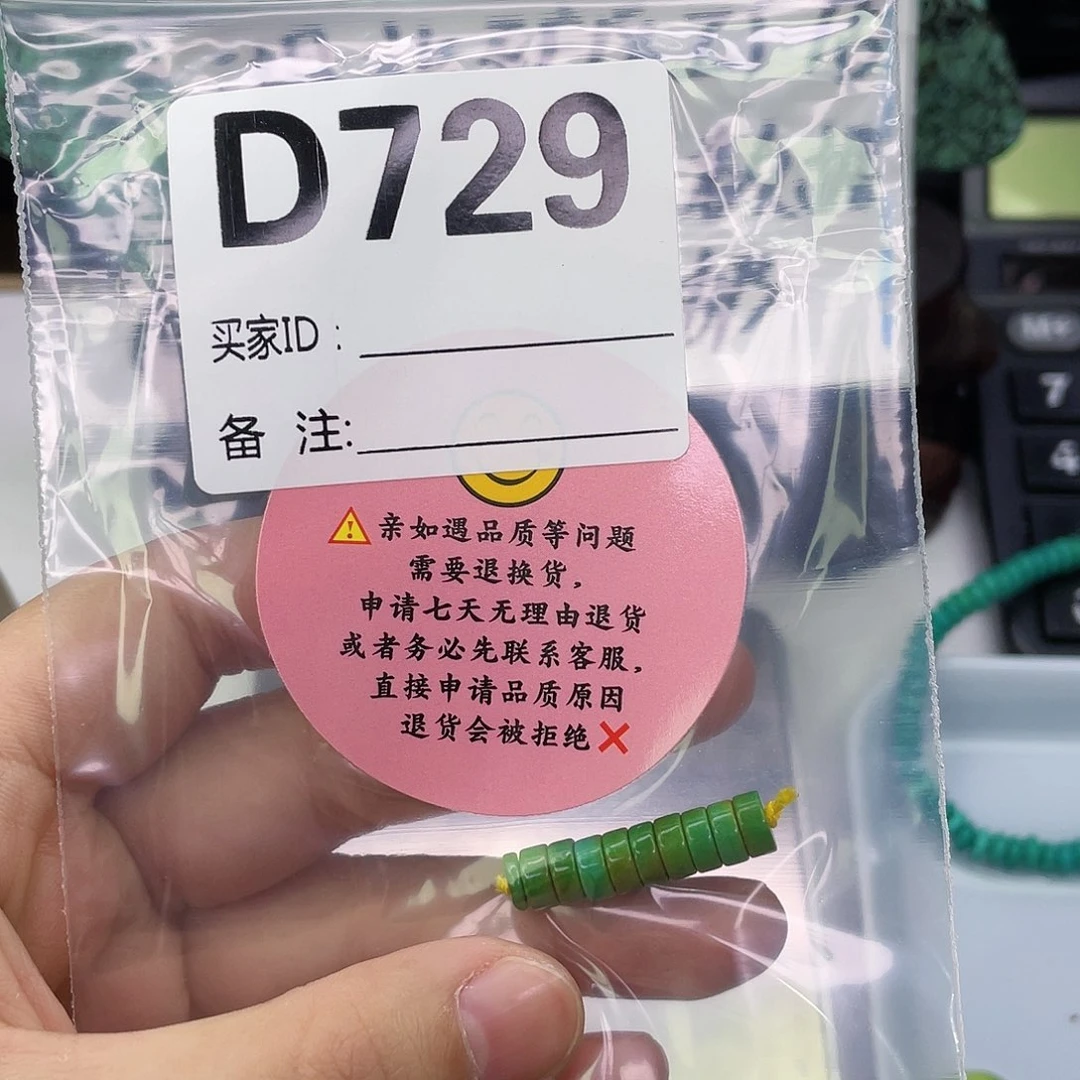 D729
买家ID：
备 注:
亲如遇品质等问题
需要退换货，
申请七天无理由退货
或者务必先联系客服，
直接申请品质原因
退货会被拒绝❌
7
4